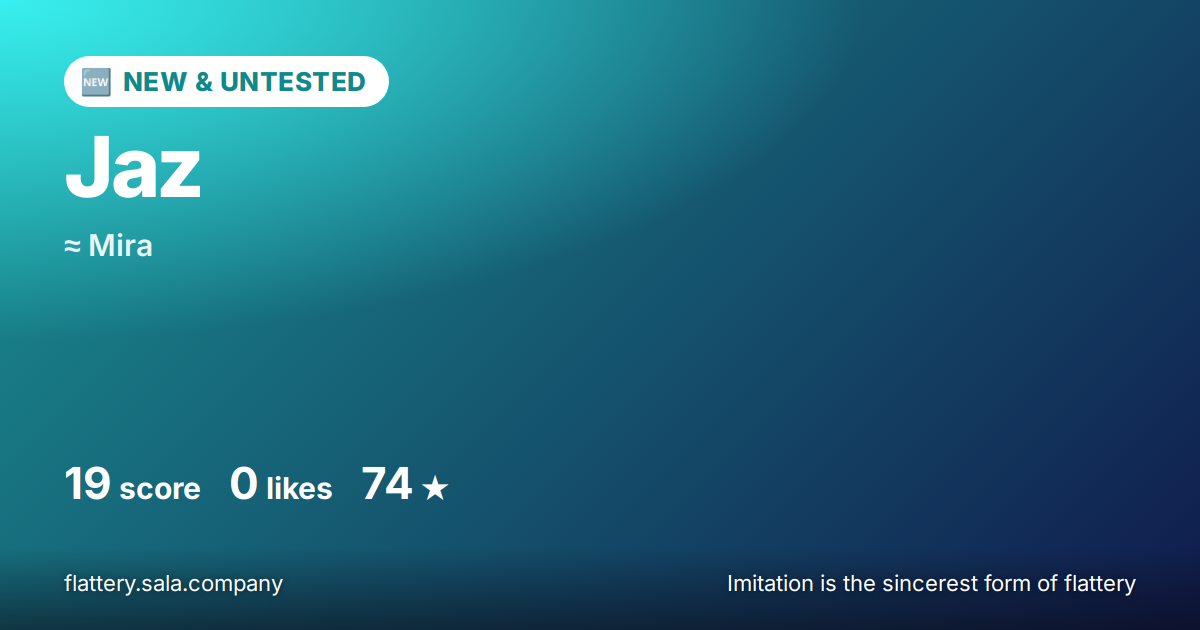 🆕 NEW & UNTESTED
Jaz
≈ Mira
19 score 0 likes 74 ★
flattery.sala.company
Imitation is the sincerest form of flattery